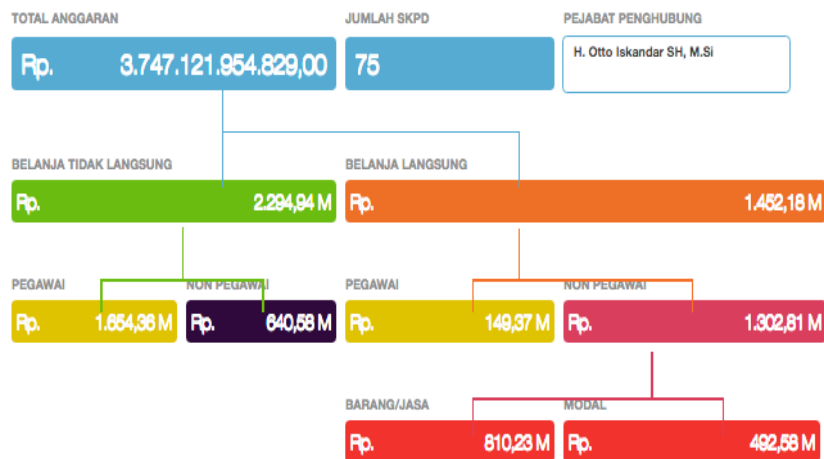 TOTAL ANGGARAN JUMLAH SKPD PEJABAT PENGHUBUNG
Rp. 3.747.121.954.829,00 75 H. Otto Iskandar SH, M.Si
BELANJA TIDAK LANGSUNG BELANJA LANGSUNG
Rp. 2.294,94 M Rp. 1.452,18 M
PEGAWAI NON PEGAWAI PEGAWAI NON PEGAWAI
Rp. 1.654,36 M Rp. 640,58 M Rp. 149,37 M Rp. 1.302,81 M
BARANG/JASA MODAL
Rp. 810,23 M Rp. 492,58 M